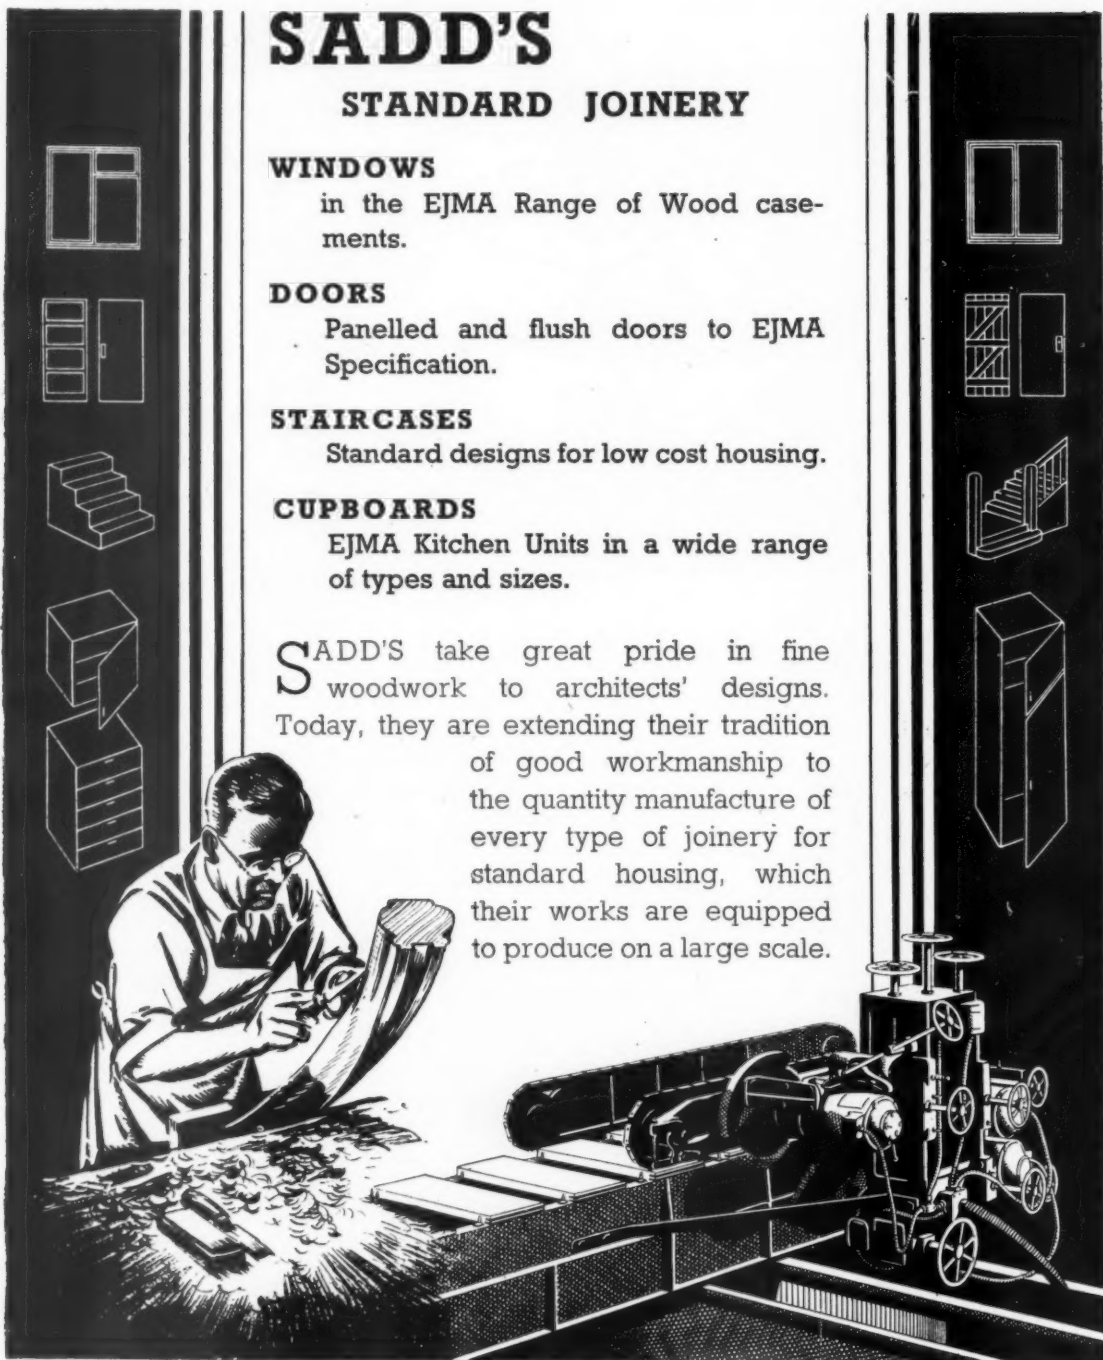 SADD'S
STANDARD JOINERY
WINDOWS
in the EJMA Range of Wood case-
ments.
DOORS
Panelled and flush doors to EJMA
Specification.
STAIRCASES
Standard designs for low cost housing.
CUPBOARDS
EJMA Kitchen Units in a wide range
of types and sizes.
SADD'S take great pride in fine
woodwork to architects' designs.
Today, they are extending their tradition
of good workmanship to
the quantity manufacture of
every type of joinery for
standard housing, which
their works are equipped
to produce on a large scale.